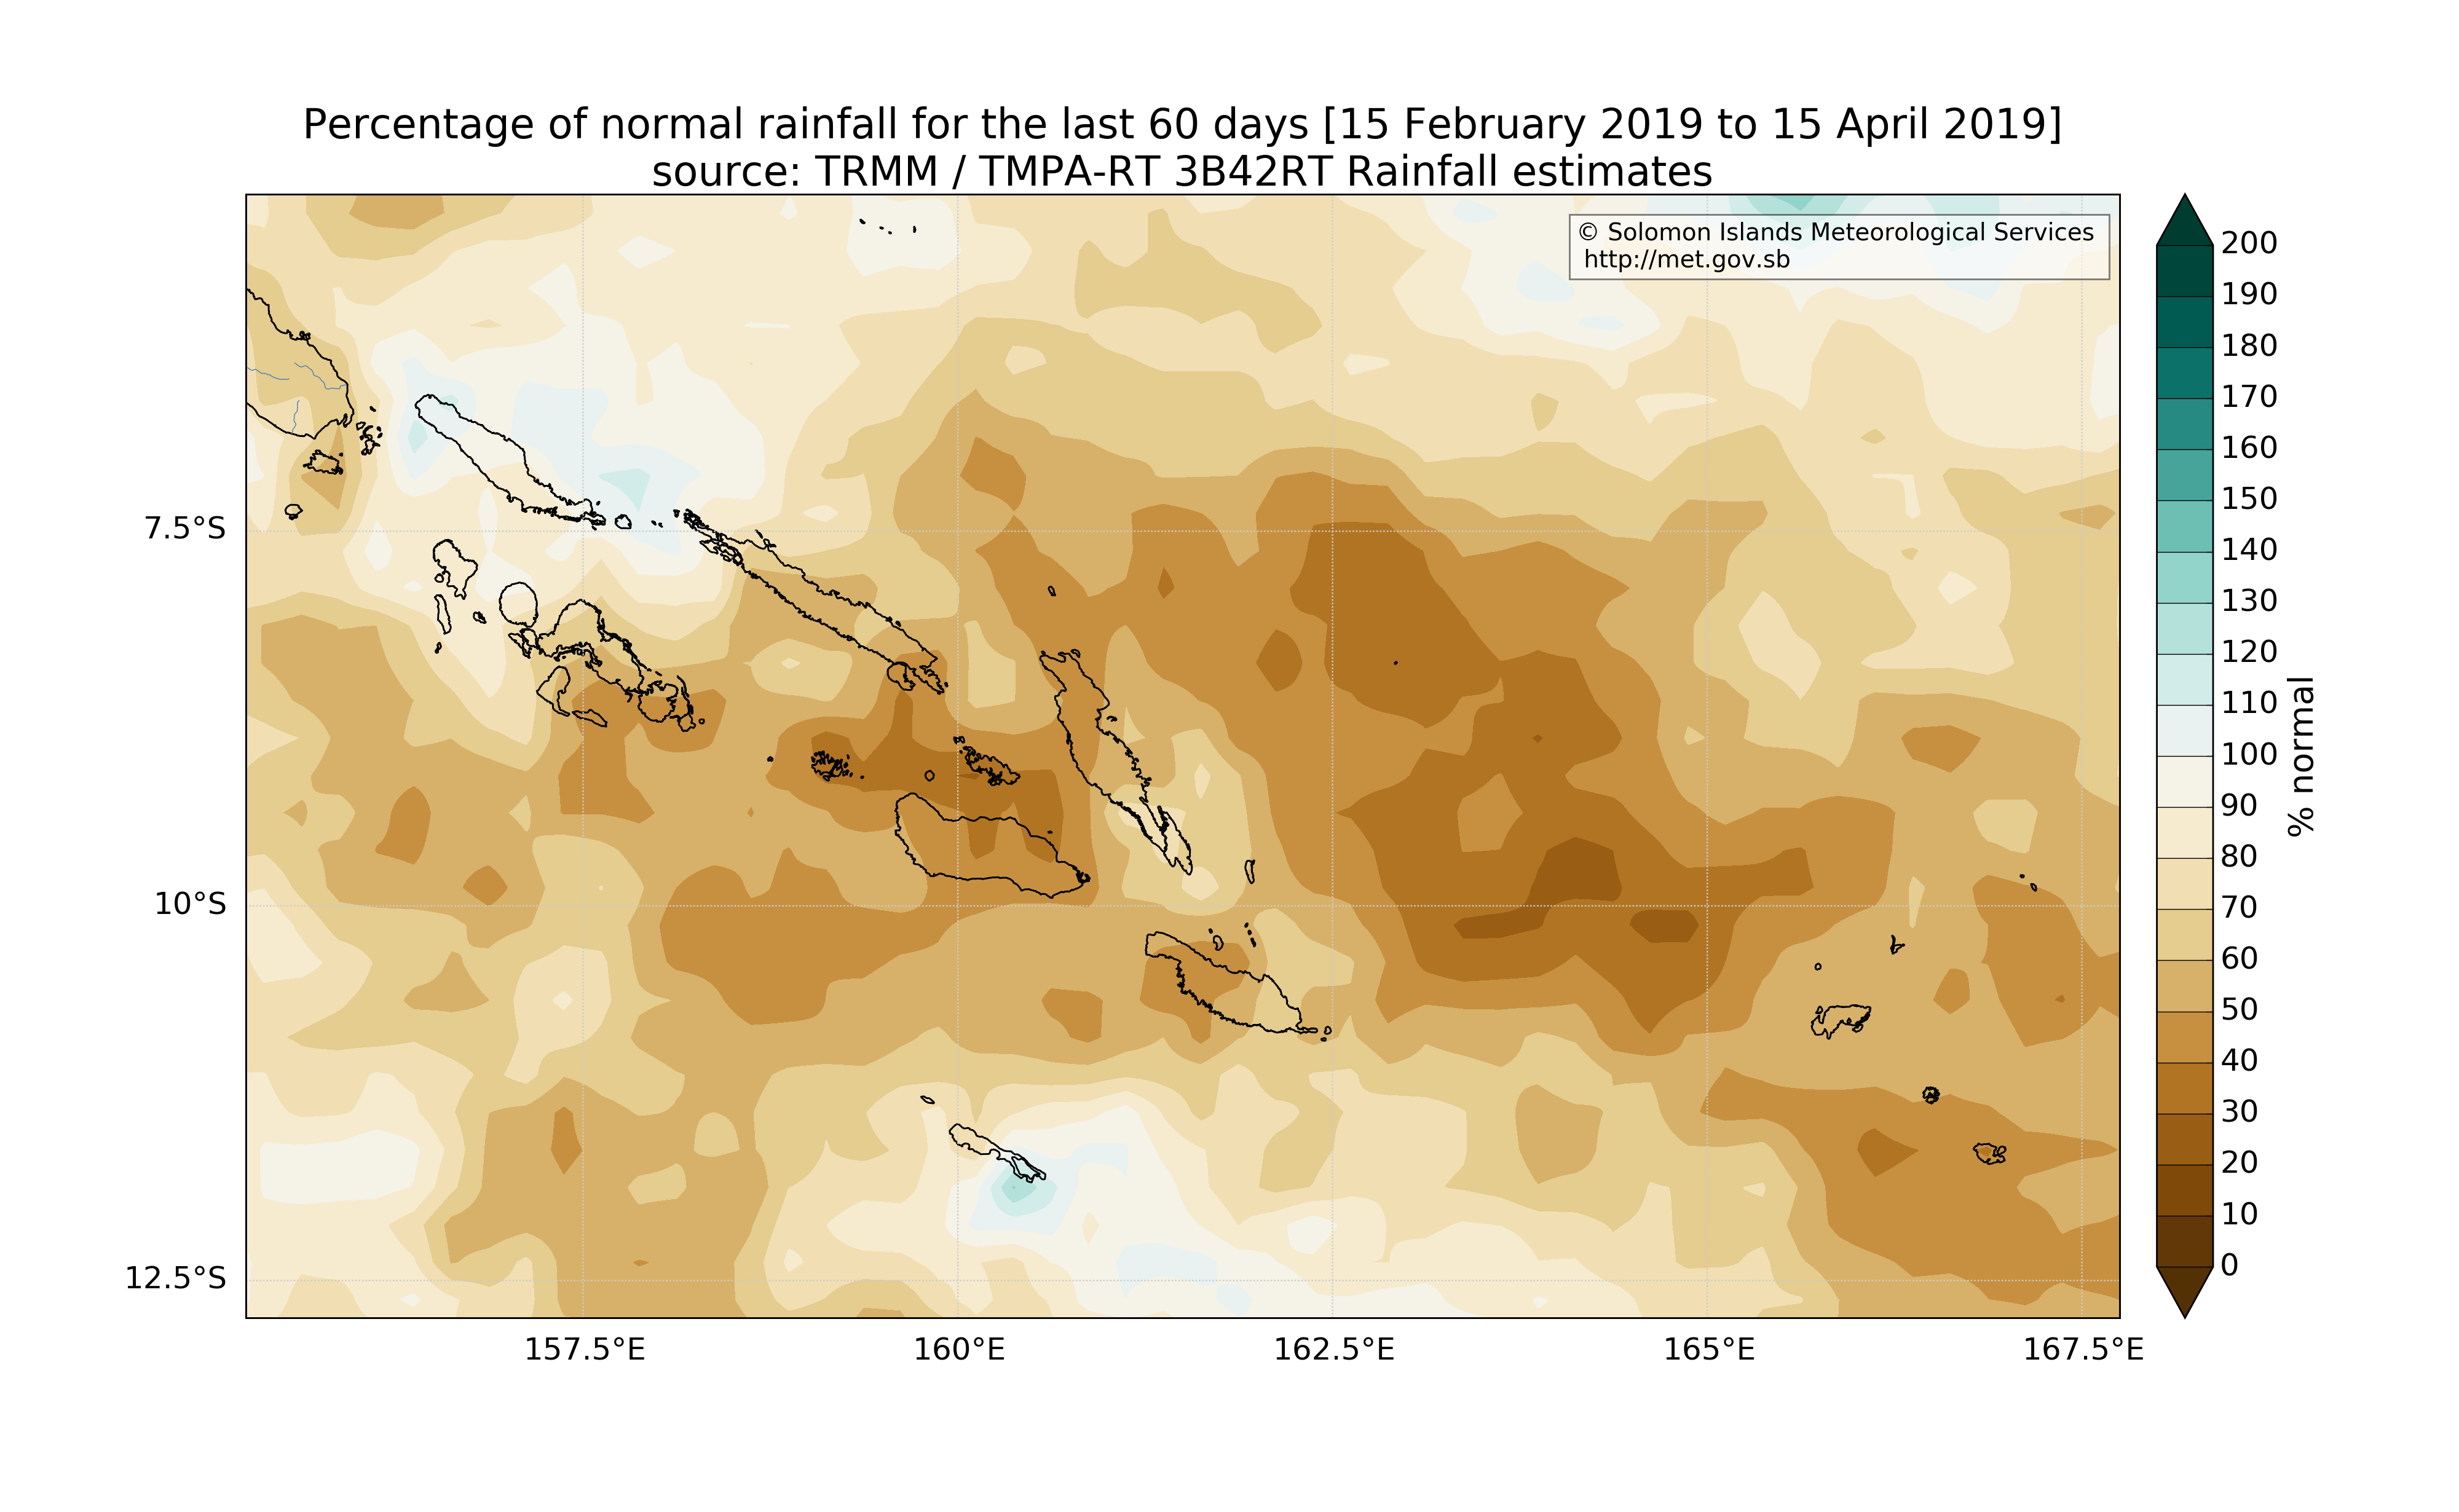 Percentage of normal rainfall for the last 60 days [15 February 2019 to 15 April 2019]
source: TRMM / TMPA-RT 3B42RT Rainfall estimates
© Solomon Islands Meteorological Services
http://met.gov.sb
7.5°S
10°S
12.5°S
157.5°E
160°E
162.5°E
165°E
167.5°E
200
190
180
170
160
150
140
130
120
110
100
90
80
70
60
50
40
30
20
10
0
% normal